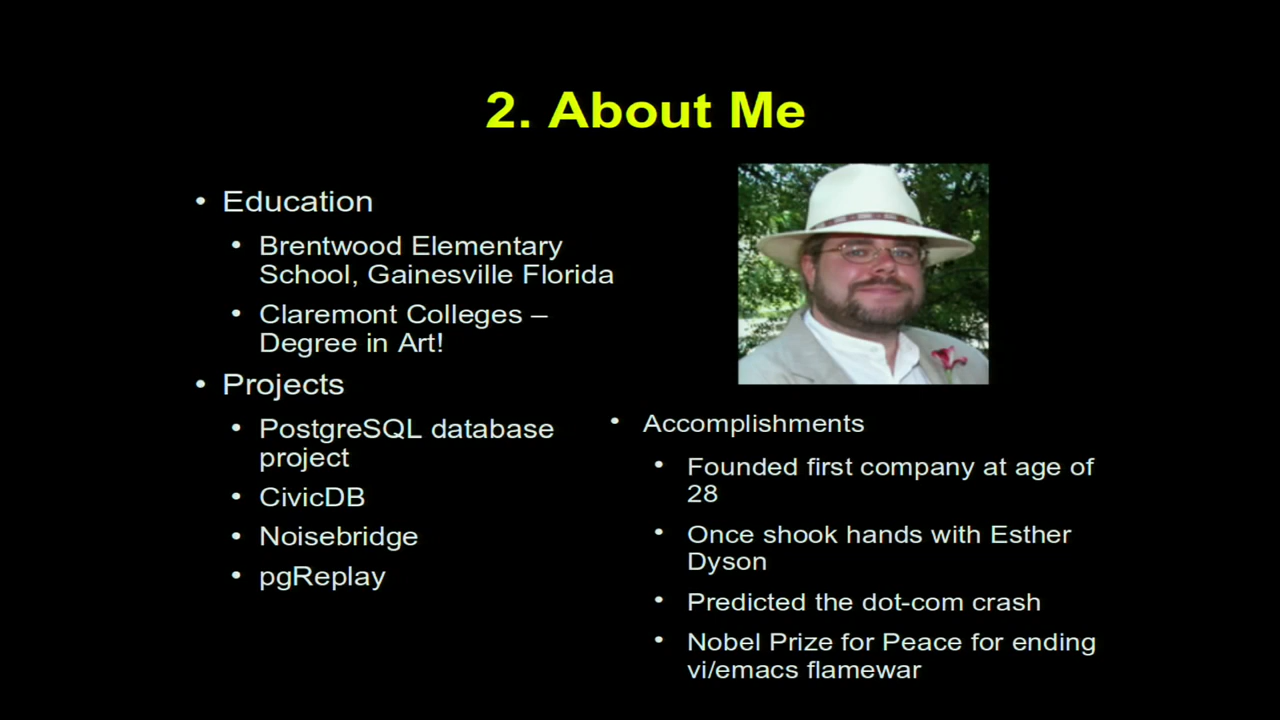 2. About Me
• Education
• Brentwood Elementary
School, Gainesville Florida
• Claremont Colleges –
Degree in Art!
• Projects
• PostgreSQL database
project
• CivicDB
• Noisebridge
• pgReplay
• Accomplishments
• Founded first company at age of
28
• Once shook hands with Esther
Dyson
• Predicted the dot-com crash
• Nobel Prize for Peace for ending
vi/emacs flamewar